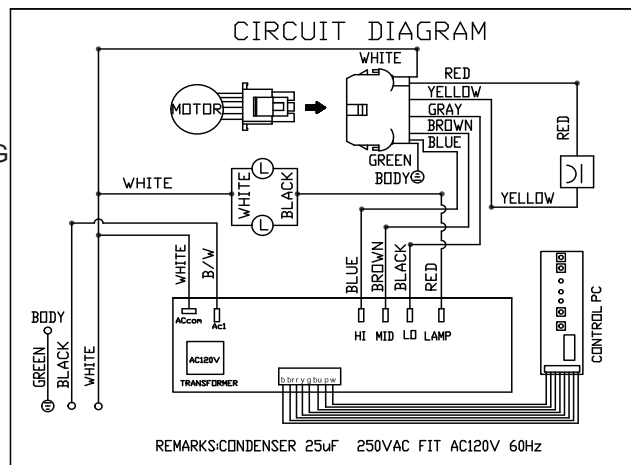 CIRCUIT DIAGRAM
WHITE
RED
YELLOW
GRAY
BROWN
BLUE
MOTOR
GREEN
BODY
RED
WHITE
L
WHITE
BLACK
L
YELLOW
WHITE
B/W
BLUE
BROWN
BLACK
RED
ACcom
Ac1
HI MID LO LAMP
BODY
GREEN
BLACK
WHITE
AC120V
TRANSFORMER
bbrrygbupw
CONTROL PC
REMARKS:CONDENSER 25uF 250VAC FIT AC120V 60Hz